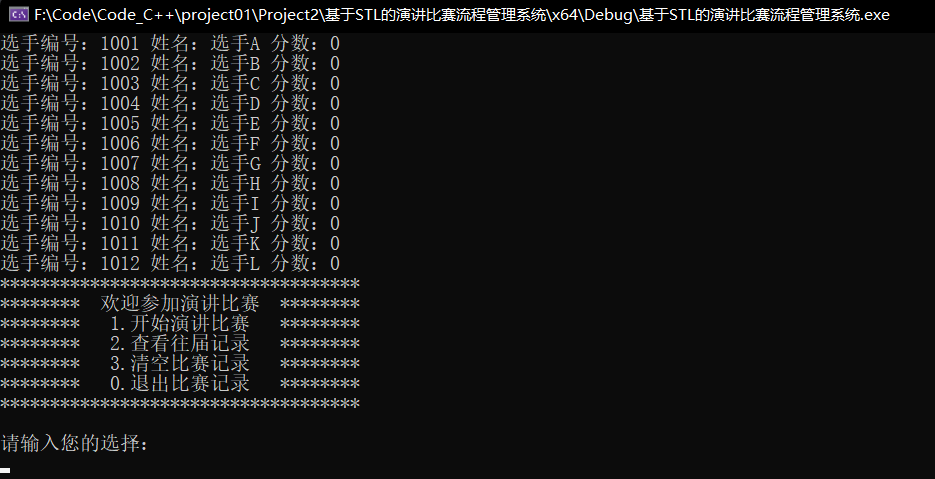 F:\Code\Code_C++\project01\Project2\基于STL的演讲比赛流程管理系统\x64\Debug\基于STL的演讲比赛流程管理系统.exe
选手编号：1001 姓名：选手A 分数：0
选手编号：1002 姓名：选手B 分数：0
选手编号：1003 姓名：选手C 分数：0
选手编号：1004 姓名：选手D 分数：0
选手编号：1005 姓名：选手E 分数：0
选手编号：1006 姓名：选手F 分数：0
选手编号：1007 姓名：选手G 分数：0
选手编号：1008 姓名：选手H 分数：0
选手编号：1009 姓名：选手I 分数：0
选手编号：1010 姓名：选手J 分数：0
选手编号：1011 姓名：选手K 分数：0
选手编号：1012 姓名：选手L 分数：0
************************************
********  欢迎参加演讲比赛  ********
********   1.开始演讲比赛   ********
********   2.查看往届记录   ********
********   3.清空比赛记录   ********
********   0.退出比赛记录   ********
************************************
请输入您的选择：